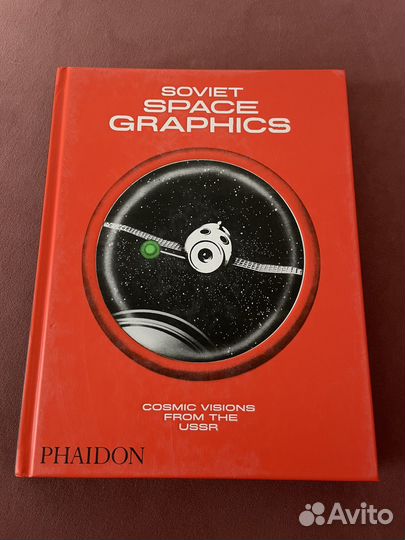 SOVIET
SPACE
GRAPHICS
COSMIC VISIONS
FROM THE
USSR
PHAIDON
Avito